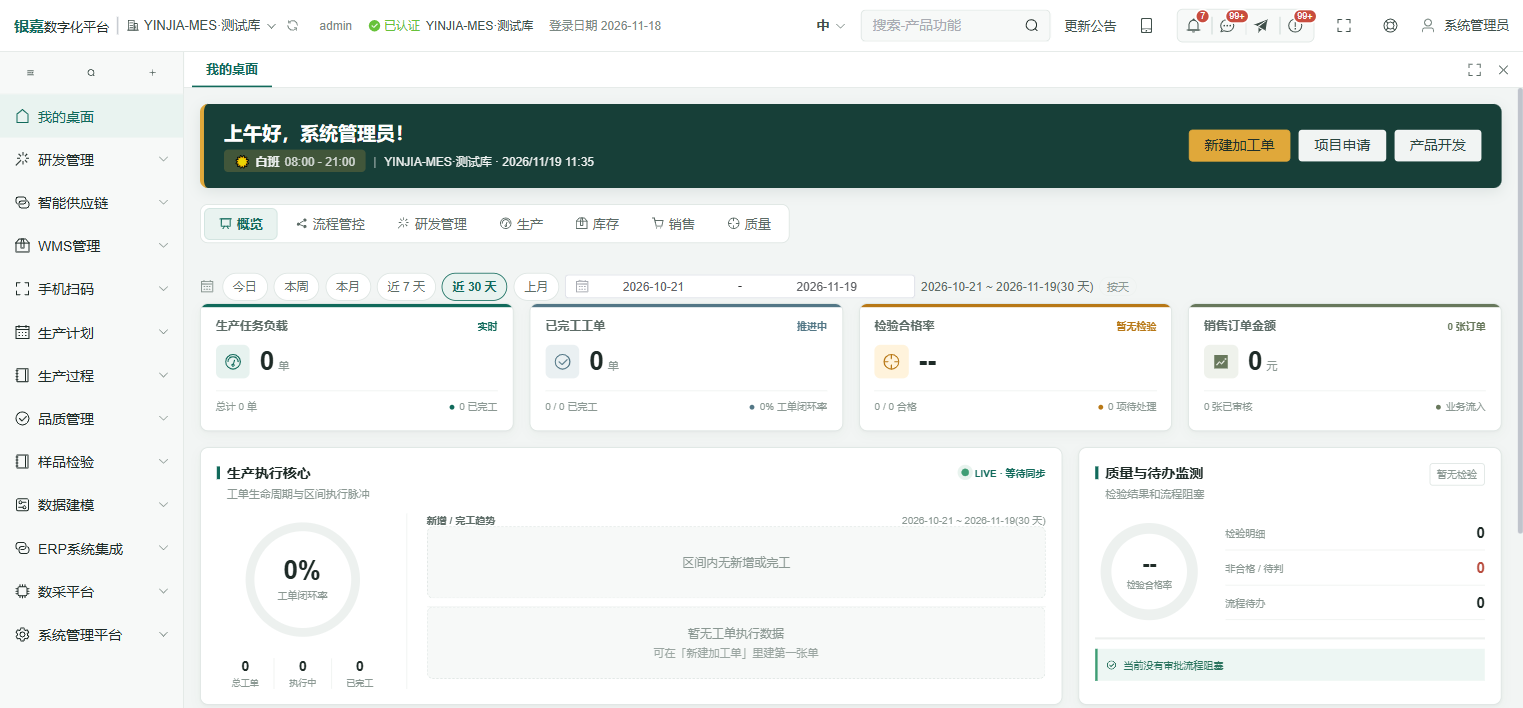 银嘉数字化平台 YINJIA-MES·测试库 admin 已认证 YINJIA-MES·测试库 登录日期 2026-11-18 中 搜索-产品功能 更新公告 7 99+ 99+ 系统管理员
我的桌面
我的桌面
研发管理
智能供应链
WMS管理
手机扫码
生产计划
生产过程
品质管理
样品检验
数据建模
ERP系统集成
数采平台
系统管理平台
上午好，系统管理员！
白班 08:00 - 21:00 | YINJIA-MES·测试库 · 2026/11/19 11:35
新建加工单 项目申请 产品开发
概览 流程管控 研发管理 生产 库存 销售 质量
今日 本周 本月 近 7 天 近 30 天 上月 2026-10-21 - 2026-11-19 2026-10-21 ~ 2026-11-19(30 天) 按天
生产任务负载 实时
0 单
总计 0 单 0 已完工
已完工工单 推进中
0 单
0 / 0 已完工 0% 工单闭环率
检验合格率 暂无检验
--
0 / 0 合格 0 项待处理
销售订单金额 0 张订单
0 元
0 张已审核 业务流入
生产执行核心 LIVE · 等待同步
工单生命周期与区间执行脉冲
0%
工单闭环率
0 0 0
总工单 执行中 已完工
新增 / 完工趋势 2026-10-21 ~ 2026-11-19(30 天)
区间内无新增或完工
暂无工单执行数据
可在「新建加工单」里建第一张单
质量与待办监测 暂无检验
检验结果和流程阻塞
--
检验合格率
检验明细 0
非合格 / 待判 0
流程待办 0
当前没有审批流程阻塞